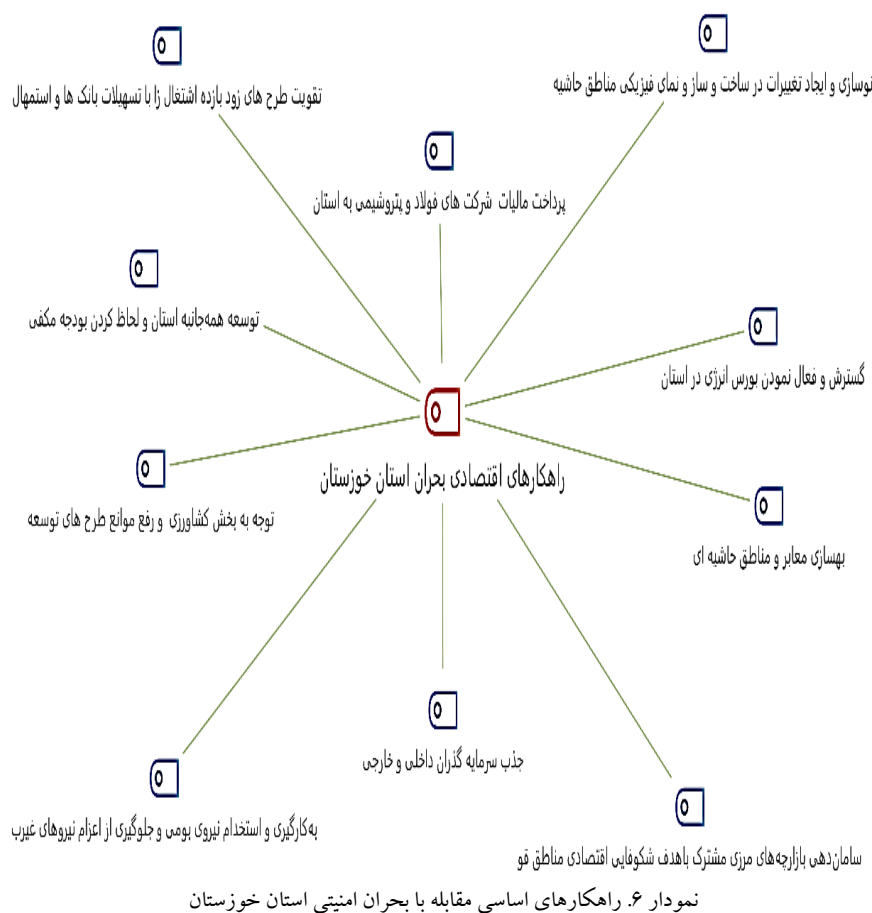 نوسازی و ایجاد تغییرات در ساخت و ساز و نمای فیزیکی مناطق حاشیه
تقویت طرح های زود بازده اشتغال زا با تسهیلات بانک ها و استمهال
پرداخت مالیات شرکت های فولاد و پتروشیمی به استان
توسعه همه‌جانبه استان و لحاظ کردن بودجه مکفی
گسترش و فعال نمودن بورس انرژی در استان
راهکارهای اقتصادی بحران استان خوزستان
توجه به بخش کشاورزی و رفع موانع طرح های توسعه
بهسازی معابر و مناطق حاشیه ای
جذب سرمایه گذران داخلی و خارجی
به‌کارگیری و استخدام نیروی بومی و جلوگیری از اعزام نیروهای غیرب
سامان‌دهی بازارچه‌های مرزی مشترک باهدف شکوفایی اقتصادی مناطق قو
نمودار ۶. راهکارهای اساسی مقابله با بحران امنیتی استان خوزستان